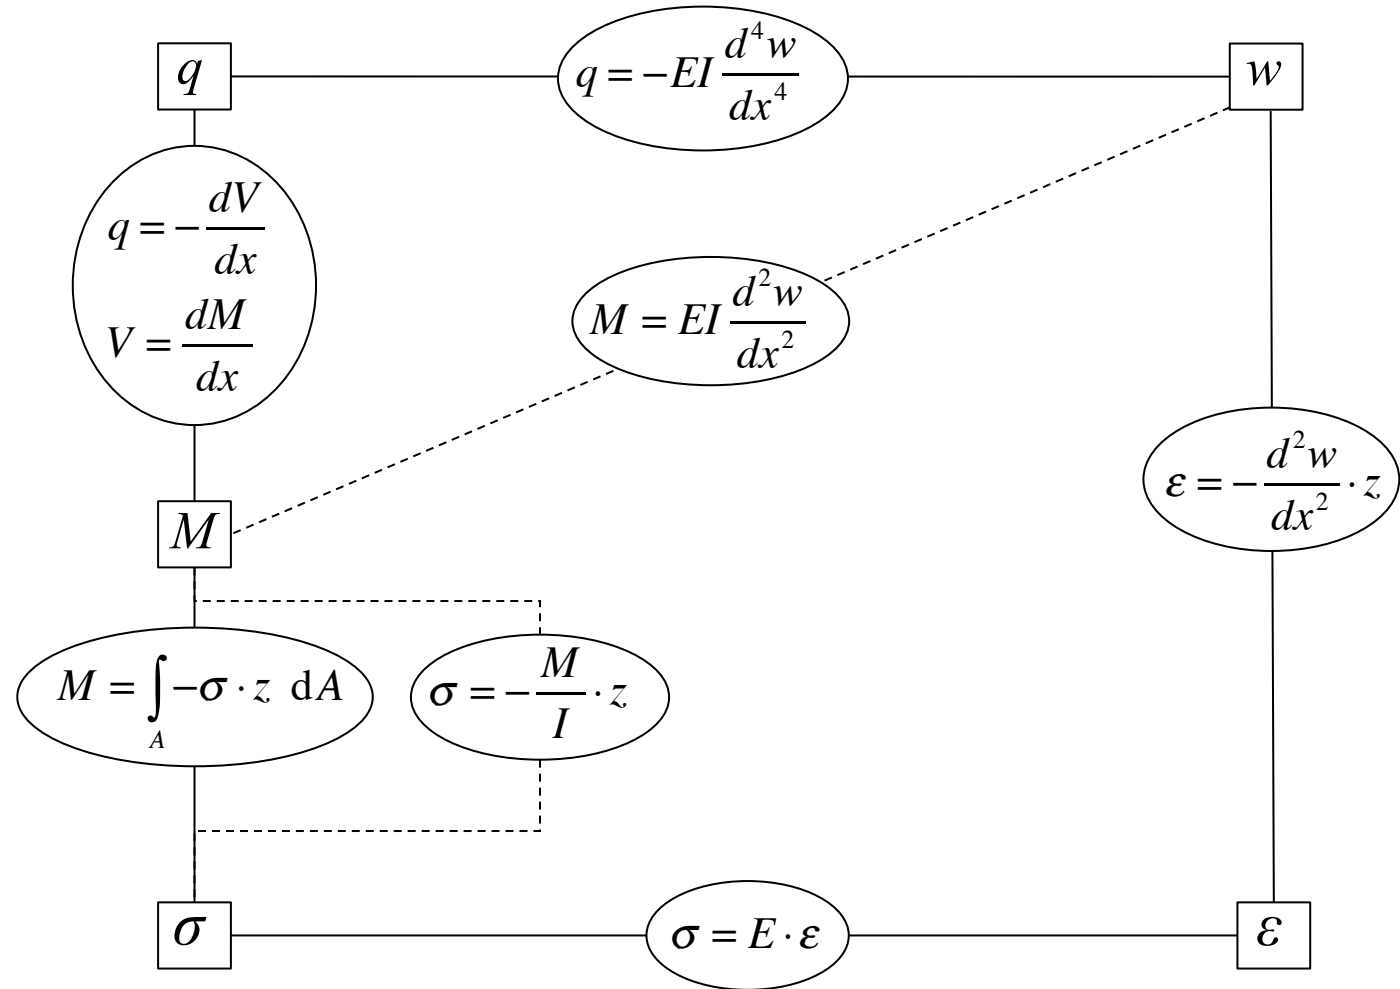 q
q = −EI d⁴w/dx⁴
w
q = − dV/dx
V = dM/dx
M = EI d²w/dx²
ε = − d²w/dx² · z
M
M = ∫_A −σ · z dA
σ = − M/I · z
σ
σ = E · ε
ε